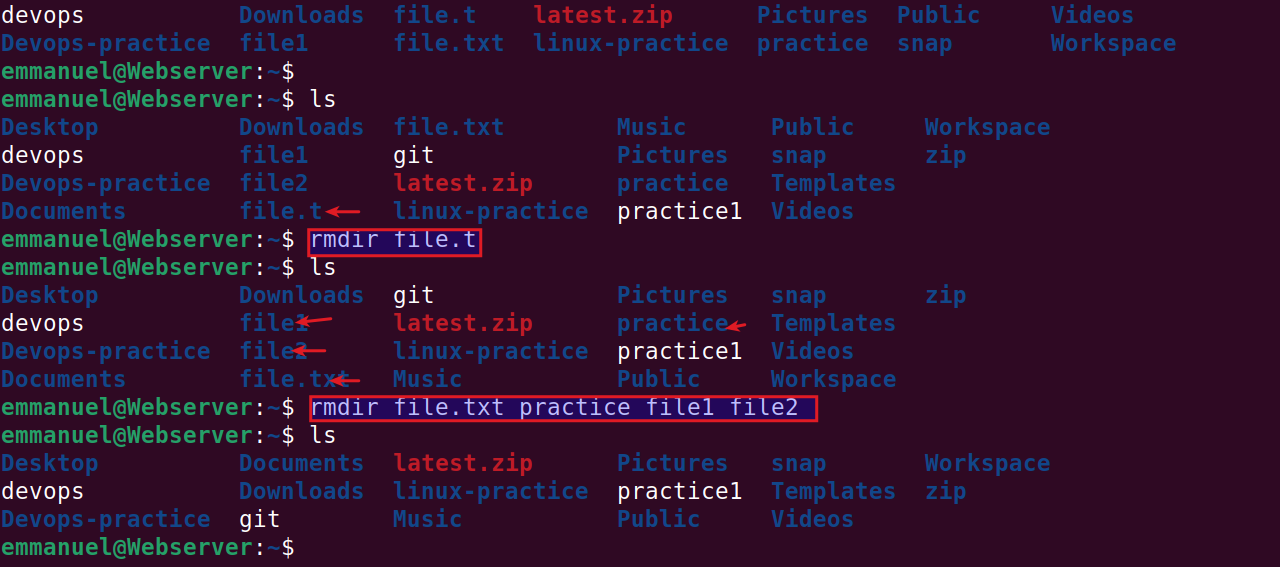 devops Downloads file.t latest.zip Pictures Public Videos
Devops-practice file1 file.txt linux-practice practice snap Workspace
emmanuel@Webserver:~$
emmanuel@Webserver:~$ ls
Desktop Downloads file.txt Music Public Workspace
devops file1 git Pictures snap zip
Devops-practice file2 latest.zip practice Templates
Documents file.t linux-practice practice1 Videos
emmanuel@Webserver:~$ rmdir file.t
emmanuel@Webserver:~$ ls
Desktop Downloads git Pictures snap zip
devops file1 latest.zip practice Templates
Devops-practice file2 linux-practice practice1 Videos
Documents file.txt Music Public Workspace
emmanuel@Webserver:~$ rmdir file.txt practice file1 file2
emmanuel@Webserver:~$ ls
Desktop Documents latest.zip Pictures snap Workspace
devops Downloads linux-practice practice1 Templates zip
Devops-practice git Music Public Videos
emmanuel@Webserver:~$